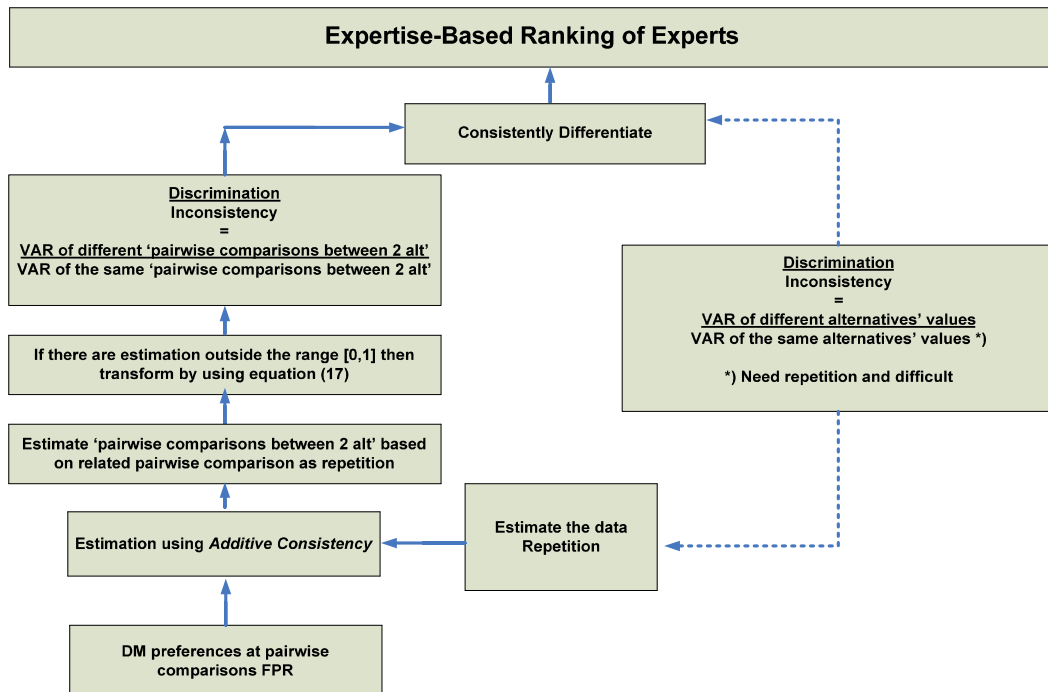 Expertise-Based Ranking of Experts
Consistently Differentiate
Discrimination
Inconsistency
=
VAR of different ‘pairwise comparisons between 2 alt’
VAR of the same ‘pairwise comparisons between 2 alt’
Discrimination
Inconsistency
=
VAR of different alternatives’ values
VAR of the same alternatives’ values *)
*) Need repetition and difficult
If there are estimation outside the range [0,1] then
transform by using equation (17)
Estimate ‘pairwise comparisons between 2 alt’ based
on related pairwise comparison as repetition
Estimation using Additive Consistency
Estimate the data
Repetition
DM preferences at pairwise
comparisons FPR